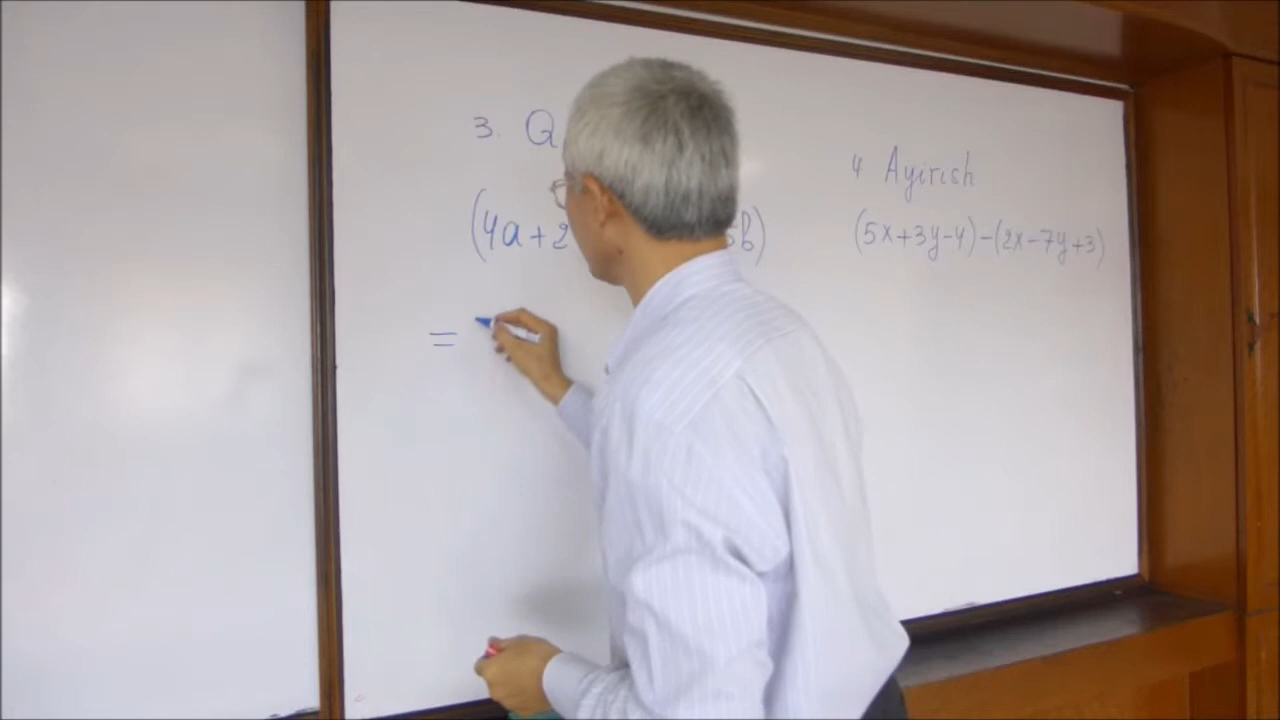 3. Q
(4a+2 5b)
=
4 Ayirish
(5x+3y-4)-(2x-7y+3)